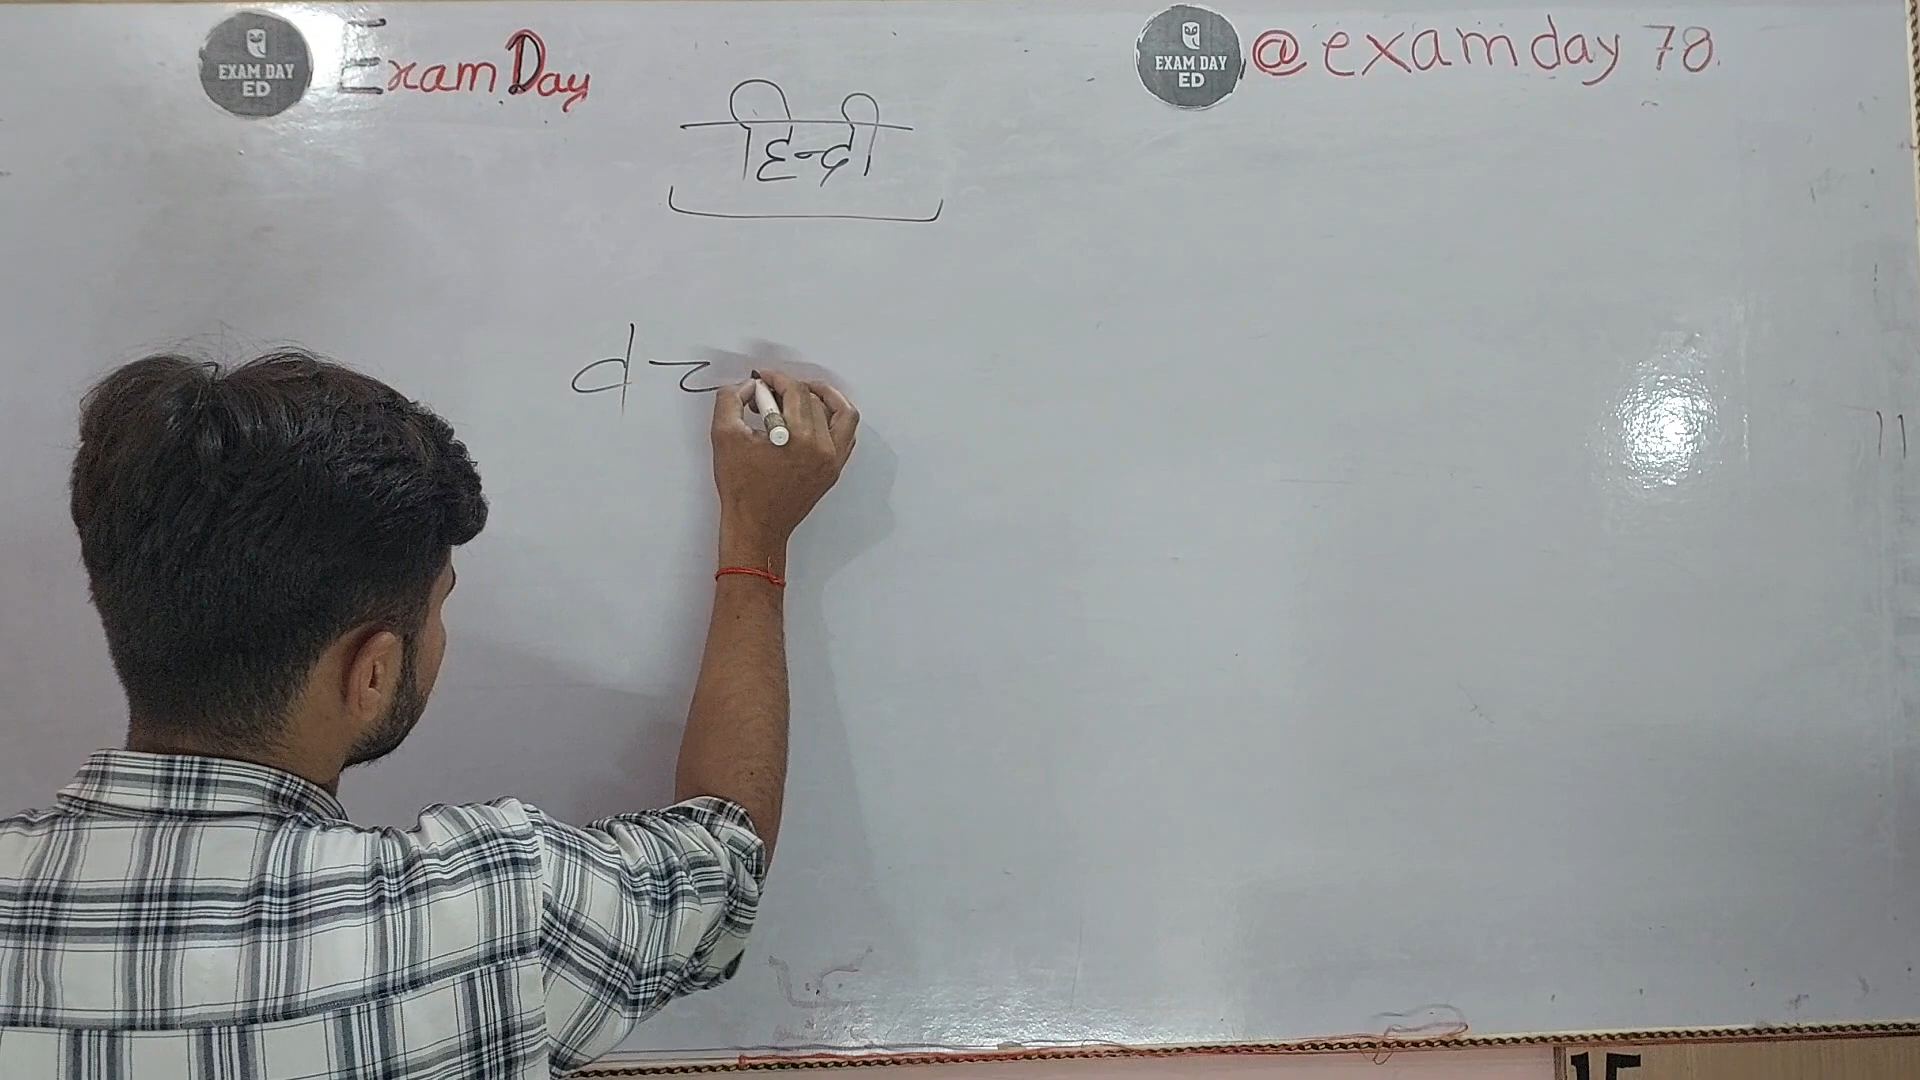 EXAM DAY
ED
Exam Day
EXAM DAY
ED
@examday 78
हिन्दी